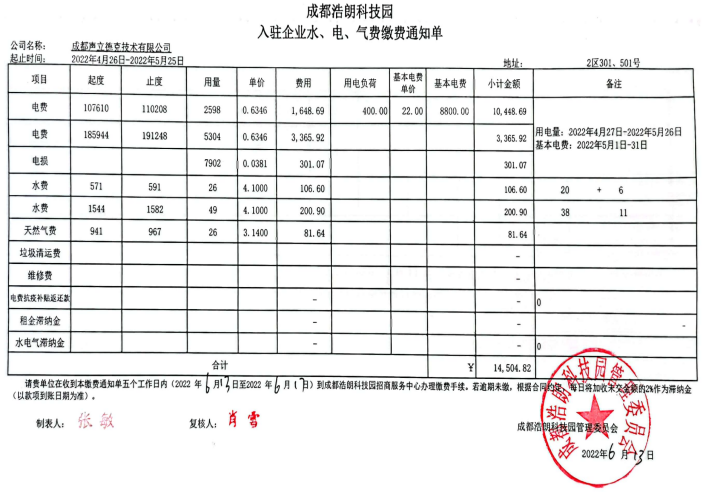 成都浩朗科技园
入驻企业水、电、气费缴费通知单
公司名称： 成都声立德克技术有限公司
起止时间： 2022年4月26日-2022年5月25日 地址： 2区301、501号
项目 起度 止度 用量 单价 费用 用电负荷 基本电费单价 基本电费 小计金额 备注
电费 107610 110208 2598 0.6346 1,648.69 400.00 22.00 8800.00 10,448.69
电费 185944 191248 5304 0.6346 3,365.92 3,365.92
用电量：2022年4月27日-2022年5月26日
基本电费：2022年5月1日-31日
电损 7902 0.0381 301.07 301.07
水费 571 591 26 4.1000 106.60 106.60 20 + 6
水费 1544 1582 49 4.1000 200.90 200.90 38 11
天然气费 941 967 26 3.1400 81.64 81.64
垃圾清运费 -
维修费 -
电费抗疫补贴返还款 - - 0
租金滞纳金 - - -
水电气滞纳金 - - 0
合计 ￥ 14,504.82
请贵单位在收到本缴费通知单五个工作日内（2022 年 6月13日至2022 年 6 月17日）到成都浩朗科技园招商服务中心办理缴费手续。若逾期未缴，根据合同约定，每日将加收未交金额的2%作为滞纳金
（以款项到账日期为准）。
制表人： 张敏 复核人： 肖雪
成都浩朗科技园管理委员会
成都浩朗科技园管理委员会
2022年6月13日